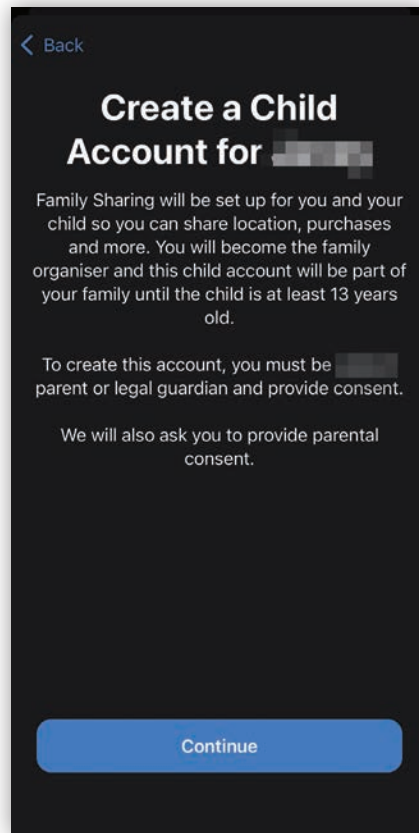 Back
Create a Child
Account for
Family Sharing will be set up for you and your
child so you can share location, purchases
and more. You will become the family
organiser and this child account will be part of
your family until the child is at least 13 years
old.
To create this account, you must be
parent or legal guardian and provide consent.
We will also ask you to provide parental
consent.
Continue